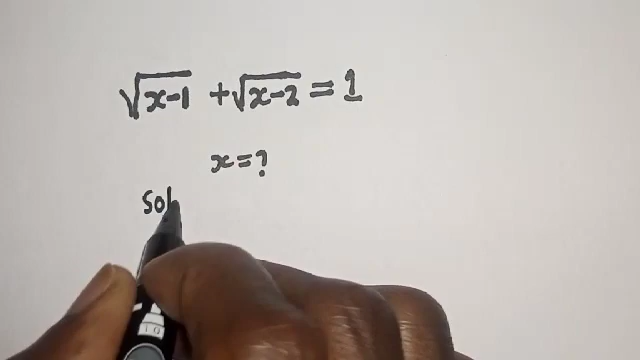 √(x-1) + √(x-2) = 1
x = ?
Sol